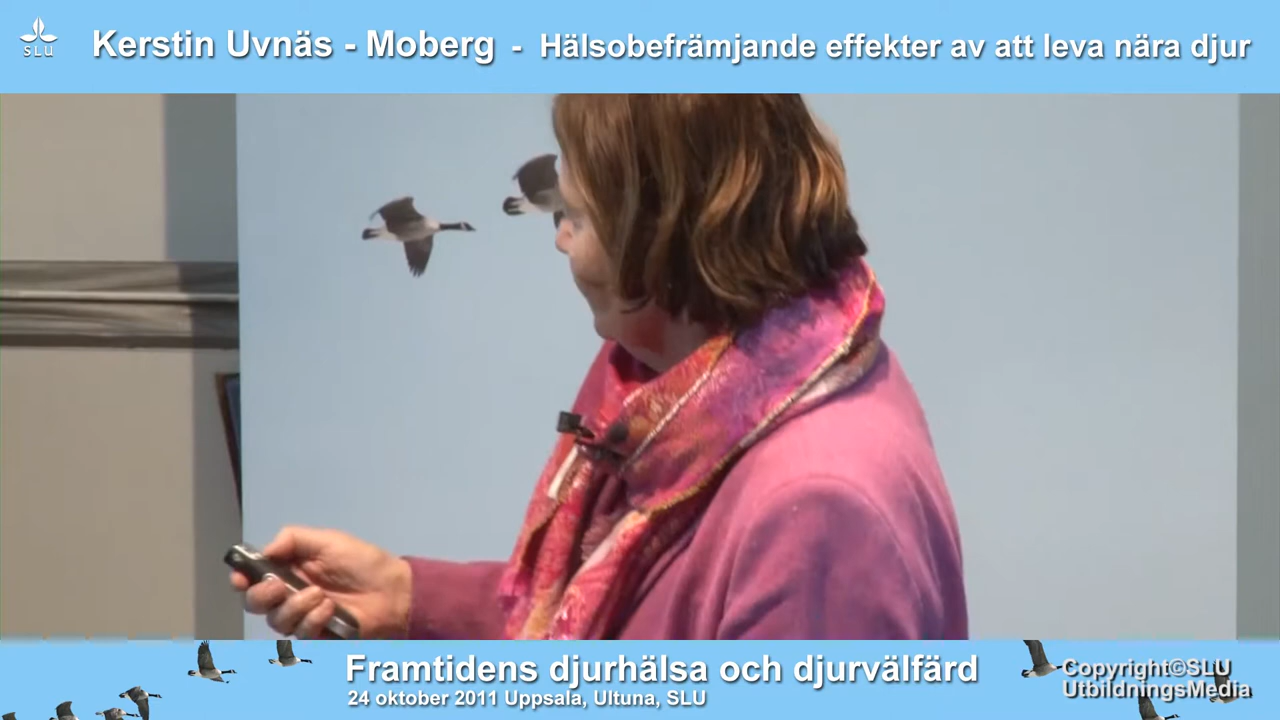 SLU
Kerstin Uvnäs - Moberg - Hälsobefrämjande effekter av att leva nära djur
Framtidens djurhälsa och djurvälfärd
24 oktober 2011 Uppsala, Ultuna, SLU
Copyright©SLU
UtbildningsMedia